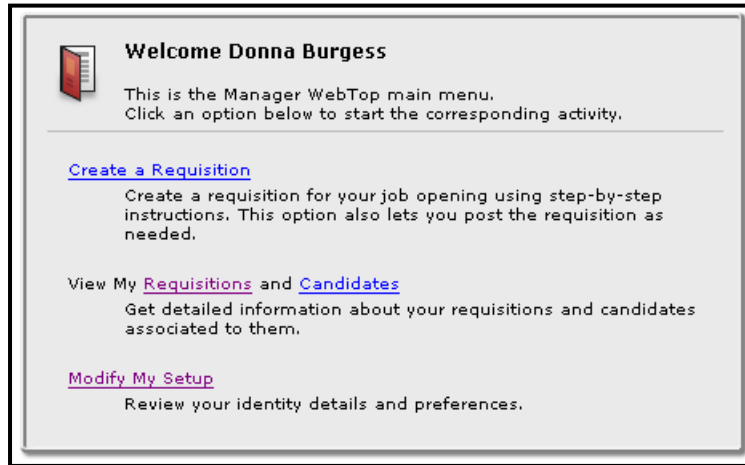 Welcome Donna Burgess
This is the Manager WebTop main menu.
Click an option below to start the corresponding activity.
Create a Requisition
Create a requisition for your job opening using step-by-step
instructions. This option also lets you post the requisition as
needed.
View My Requisitions and Candidates
Get detailed information about your requisitions and candidates
associated to them.
Modify My Setup
Review your identity details and preferences.